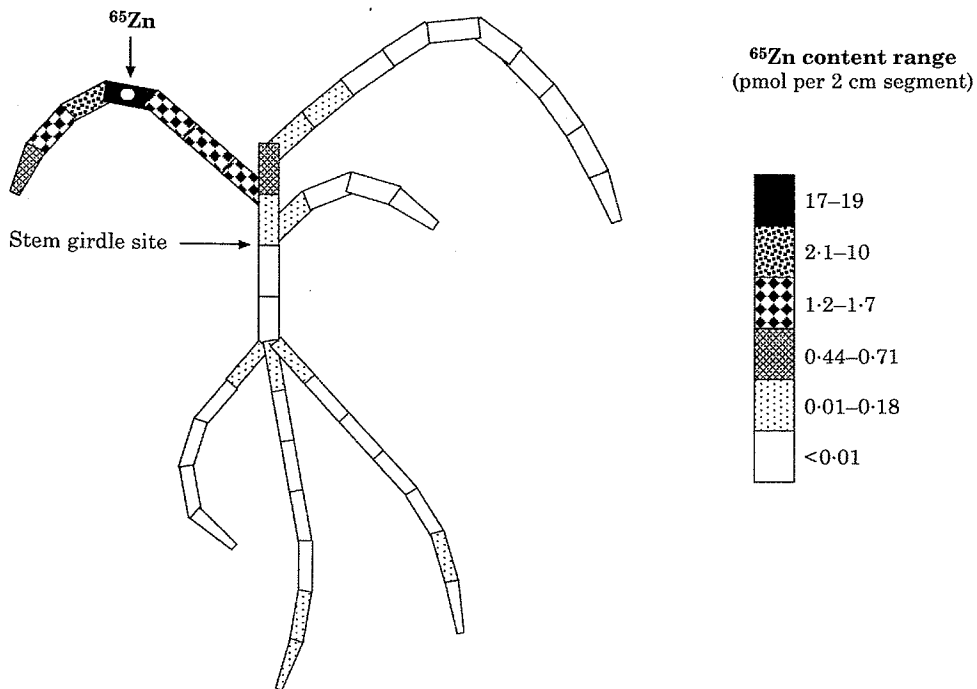 ⁶⁵Zn
Stem girdle site
⁶⁵Zn content range
(pmol per 2 cm segment)
17–19
2·1–10
1·2–1·7
0·44–0·71
0·01–0·18
<0·01